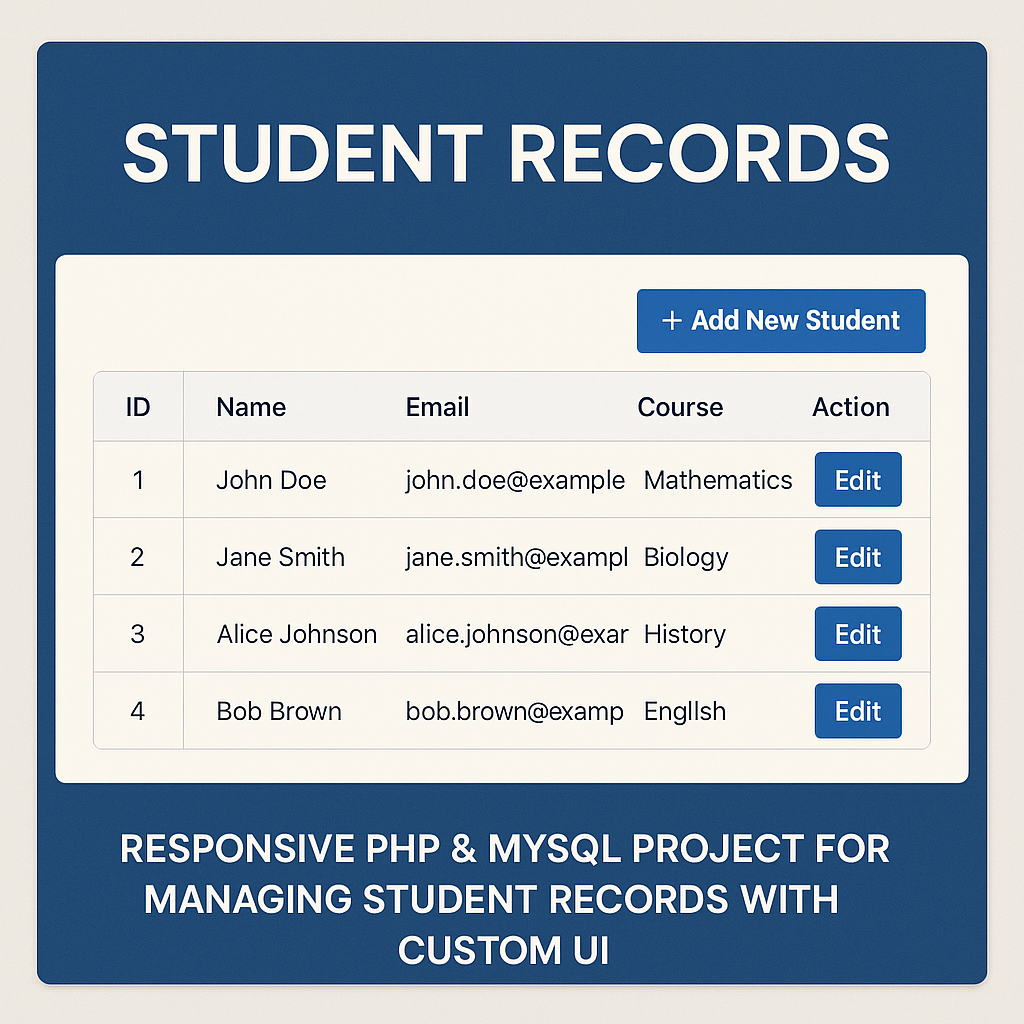 STUDENT RECORDS
+ Add New Student
ID Name Email Course Action
1 John Doe john.doe@example Mathematics Edit
2 Jane Smith jane.smith@exampl Biology Edit
3 Alice Johnson alice.johnson@exar History Edit
4 Bob Brown bob.brown@examp Engllsh Edit
RESPONSIVE PHP & MYSQL PROJECT FOR
MANAGING STUDENT RECORDS WITH
CUSTOM UI